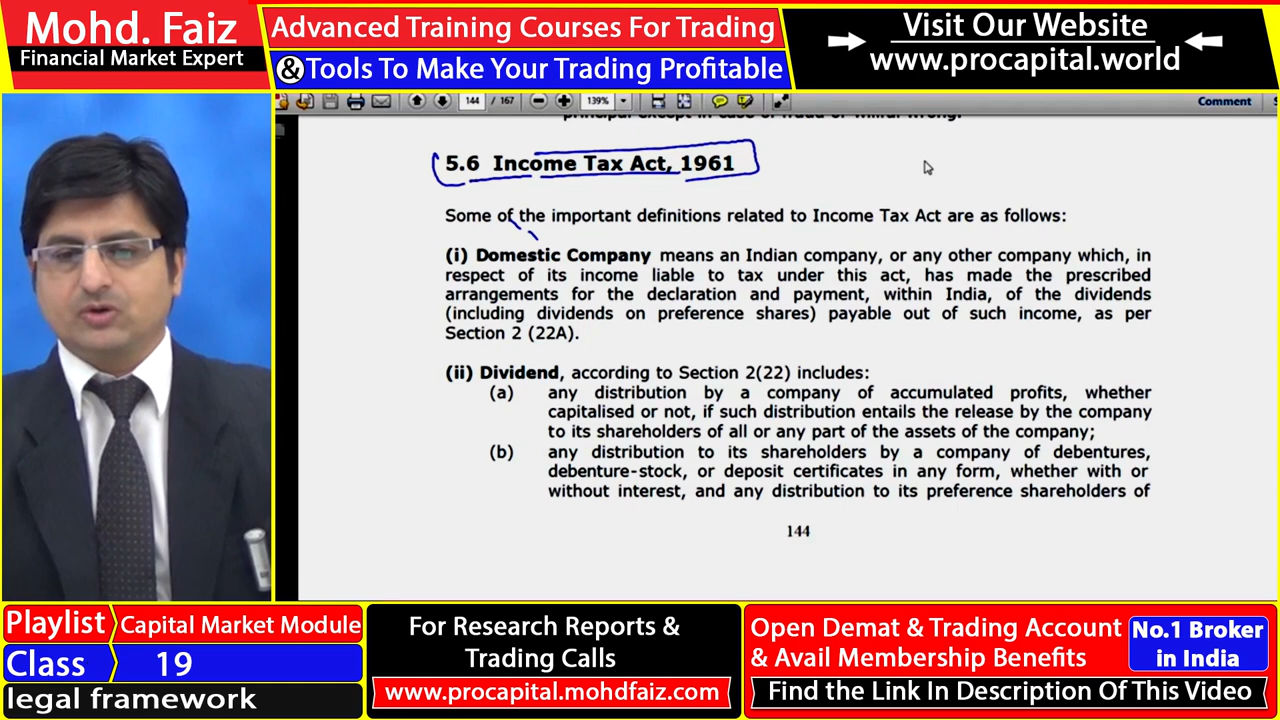 Mohd. Faiz
Financial Market Expert
Advanced Training Courses For Trading
& Tools To Make Your Trading Profitable
Visit Our Website
www.procapital.world
144 / 167
139%
Comment
principal except in case of fraud or willful wrong.
5.6 Income Tax Act, 1961
Some of the important definitions related to Income Tax Act are as follows:
(i) Domestic Company means an Indian company, or any other company which, in
respect of its income liable to tax under this act, has made the prescribed
arrangements for the declaration and payment, within India, of the dividends
(including dividends on preference shares) payable out of such income, as per
Section 2 (22A).
(ii) Dividend, according to Section 2(22) includes:
(a) any distribution by a company of accumulated profits, whether
capitalised or not, if such distribution entails the release by the company
to its shareholders of all or any part of the assets of the company;
(b) any distribution to its shareholders by a company of debentures,
debenture-stock, or deposit certificates in any form, whether with or
without interest, and any distribution to its preference shareholders of
144
Playlist Capital Market Module
Class 19
legal framework
For Research Reports &
Trading Calls
www.procapital.mohdfaiz.com
Open Demat & Trading Account
& Avail Membership Benefits
No.1 Broker
in India
Find the Link In Description Of This Video